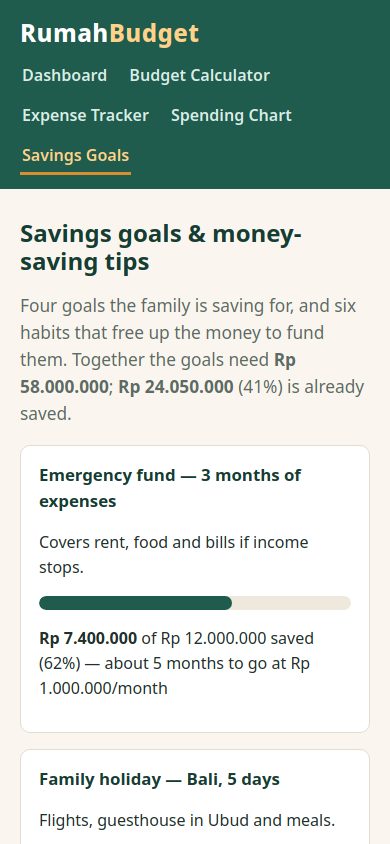 RumahBudget
Dashboard Budget Calculator
Expense Tracker Spending Chart
Savings Goals
Savings goals & money-
saving tips
Four goals the family is saving for, and six
habits that free up the money to fund
them. Together the goals need Rp
58.000.000; Rp 24.050.000 (41%) is already
saved.
Emergency fund — 3 months of
expenses
Covers rent, food and bills if income
stops.
Rp 7.400.000 of Rp 12.000.000 saved
(62%) — about 5 months to go at Rp
1.000.000/month
Family holiday — Bali, 5 days
Flights, guesthouse in Ubud and meals.